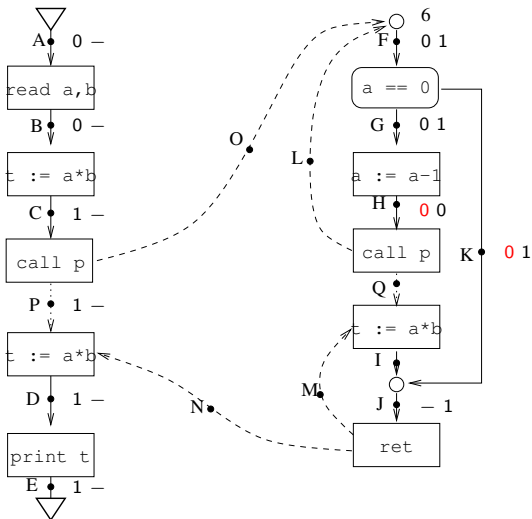 A 0 –
read a,b
B 0 –
t := a*b
C 1 –
call p
P 1 –
t := a*b
D 1 –
print t
E 1 –
O
L
N
M
6
F 0 1
a == 0
G 0 1
a := a-1
H 0 0
call p
K 0 1
Q
t := a*b
I
J – 1
ret